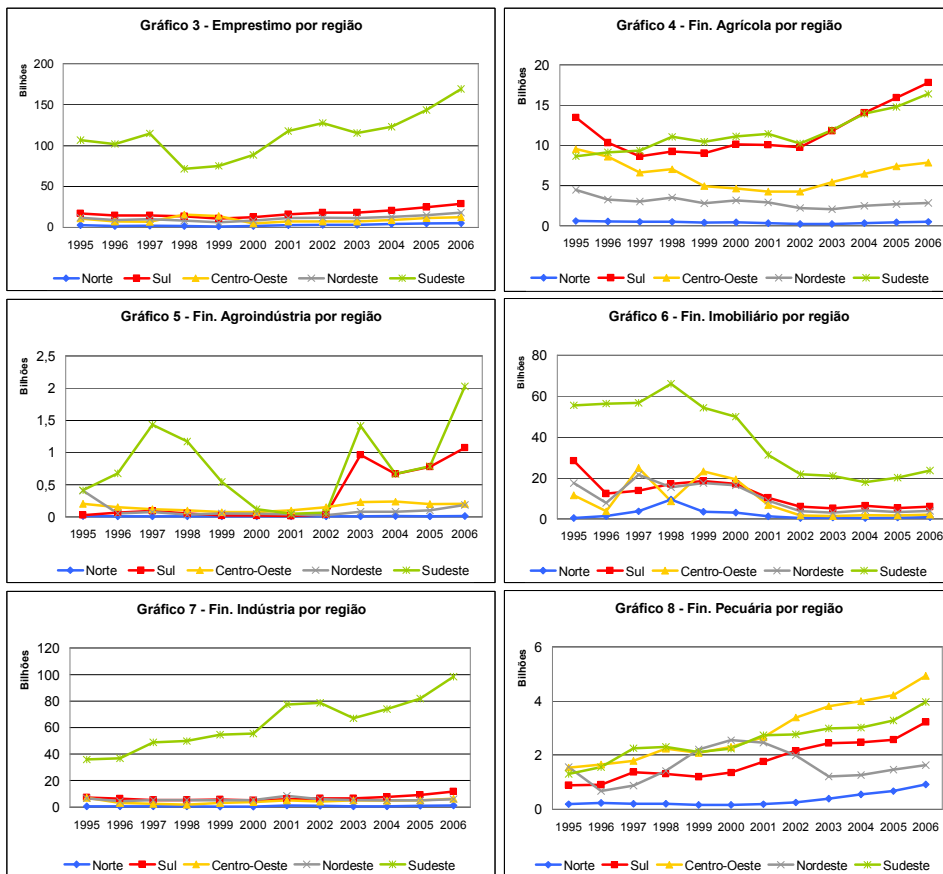 Gráfico 3 - Emprestimo por região
Bilhões
200
150
100
50
0
1995 1996 1997 1998 1999 2000 2001 2002 2003 2004 2005 2006
Norte Sul Centro-Oeste Nordeste Sudeste
Gráfico 4 - Fin. Agrícola por região
Bilhões
20
15
10
5
0
1995 1996 1997 1998 1999 2000 2001 2002 2003 2004 2005 2006
Norte Sul Centro-Oeste Nordeste Sudeste
Gráfico 5 - Fin. Agroindústria por região
Bilhões
2,5
2
1,5
1
0,5
0
1995 1996 1997 1998 1999 2000 2001 2002 2003 2004 2005 2006
Norte Sul Centro-Oeste Nordeste Sudeste
Gráfico 6 - Fin. Imobiliário por região
Bilhões
80
60
40
20
0
1995 1996 1997 1998 1999 2000 2001 2002 2003 2004 2005 2006
Norte Sul Centro-Oeste Nordeste Sudeste
Gráfico 7 - Fin. Indústria por região
Bilhões
120
100
80
60
40
20
0
1995 1996 1997 1998 1999 2000 2001 2002 2003 2004 2005 2006
Norte Sul Centro-Oeste Nordeste Sudeste
Gráfico 8 - Fin. Pecuária por região
Bilhões
6
4
2
0
1995 1996 1997 1998 1999 2000 2001 2002 2003 2004 2005 2006
Norte Sul Centro-Oeste Nordeste Sudeste